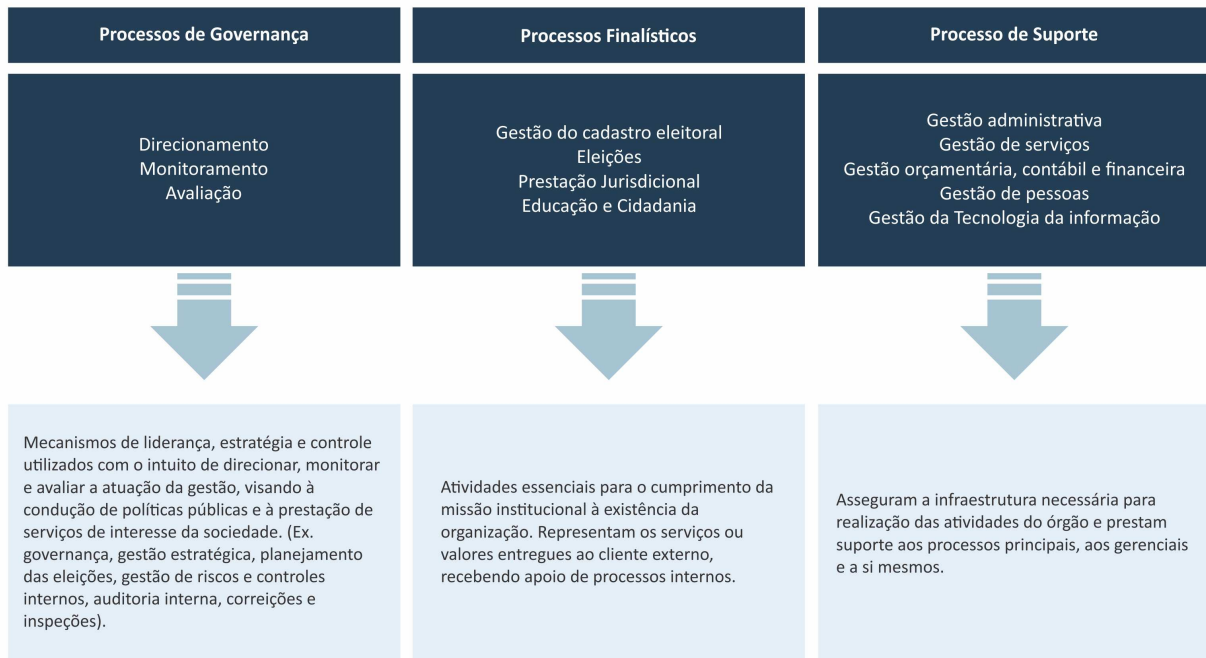 Processos de Governança
Direcionamento
Monitoramento
Avaliação
Mecanismos de liderança, estratégia e controle
utilizados com o intuito de direcionar, monitorar
e avaliar a atuação da gestão, visando à
condução de políticas públicas e à prestação de
serviços de interesse da sociedade. (Ex.
governança, gestão estratégica, planejamento
das eleições, gestão de riscos e controles
internos, auditoria interna, correições e
inspeções).
Processos Finalísticos
Gestão do cadastro eleitoral
Eleições
Prestação Jurisdicional
Educação e Cidadania
Atividades essenciais para o cumprimento da
missão institucional à existência da
organização. Representam os serviços ou
valores entregues ao cliente externo,
recebendo apoio de processos internos.
Processo de Suporte
Gestão administrativa
Gestão de serviços
Gestão orçamentária, contábil e financeira
Gestão de pessoas
Gestão da Tecnologia da informação
Asseguram a infraestrutura necessária para
realização das atividades do órgão e prestam
suporte aos processos principais, aos gerenciais
e a si mesmos.